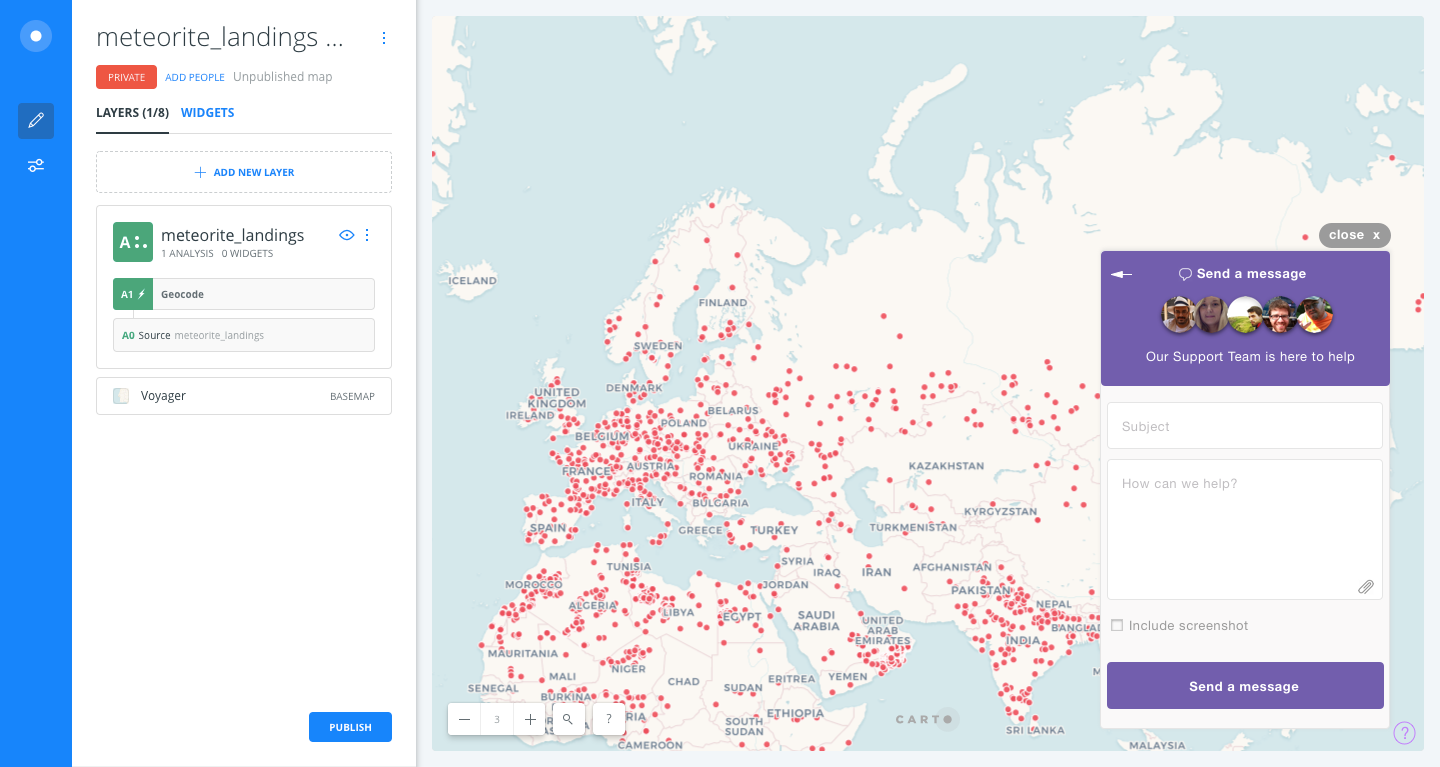 meteorite_landings ...
PRIVATE ADD PEOPLE Unpublished map
LAYERS (1/8) WIDGETS
ADD NEW LAYER
A
meteorite_landings
1 ANALYSIS 0 WIDGETS
A1 Geocode
A0 Source meteorite_landings
Voyager BASEMAP
PUBLISH
ICELAND
FINLAND
SWEDEN
DENMARK
UNITED
KINGDOM
IRELAND
BELARUS
POLAND
BELGIUM
UKRAINE
FRANCE
AUSTRIA
ROMANIA
KAZAKHSTAN
ITALY
BULGARIA
KYRGYZSTAN
SPAIN
GREECE
TURKEY
TURKMENISTAN
SYRIA
TUNISIA
IRAQ
IRAN
AFGHANISTAN
MOROCCO
JORDAN
PAKISTAN
ALGERIA
LIBYA
EGYPT
SAUDI
ARABIA
NEPAL
UNITED
ARAB
EMIRATES
BANGLAD
INDIA
MAURITANIA
NIGER
MALI
CHAD
SUDAN
ERITREA
YEMEN
SENEGAL
BURKINA
ETHIOPIA
SOUTH
SUDAN
CAMEROON
SRI LANKA
MALAYSIA
3
?
CARTO
close x
Send a message
Our Support Team is here to help
Subject
How can we help?
Include screenshot
Send a message
?